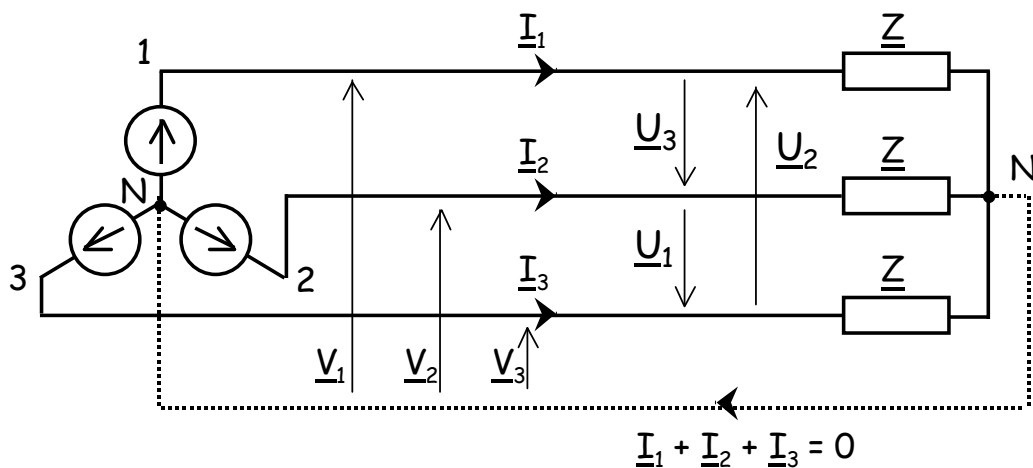 I₁
Z
1
U₃
U₂
I₂
Z
N
N
U₁
3
2
I₃
Z
V₁
V₂
V₃
I₁ + I₂ + I₃ = 0